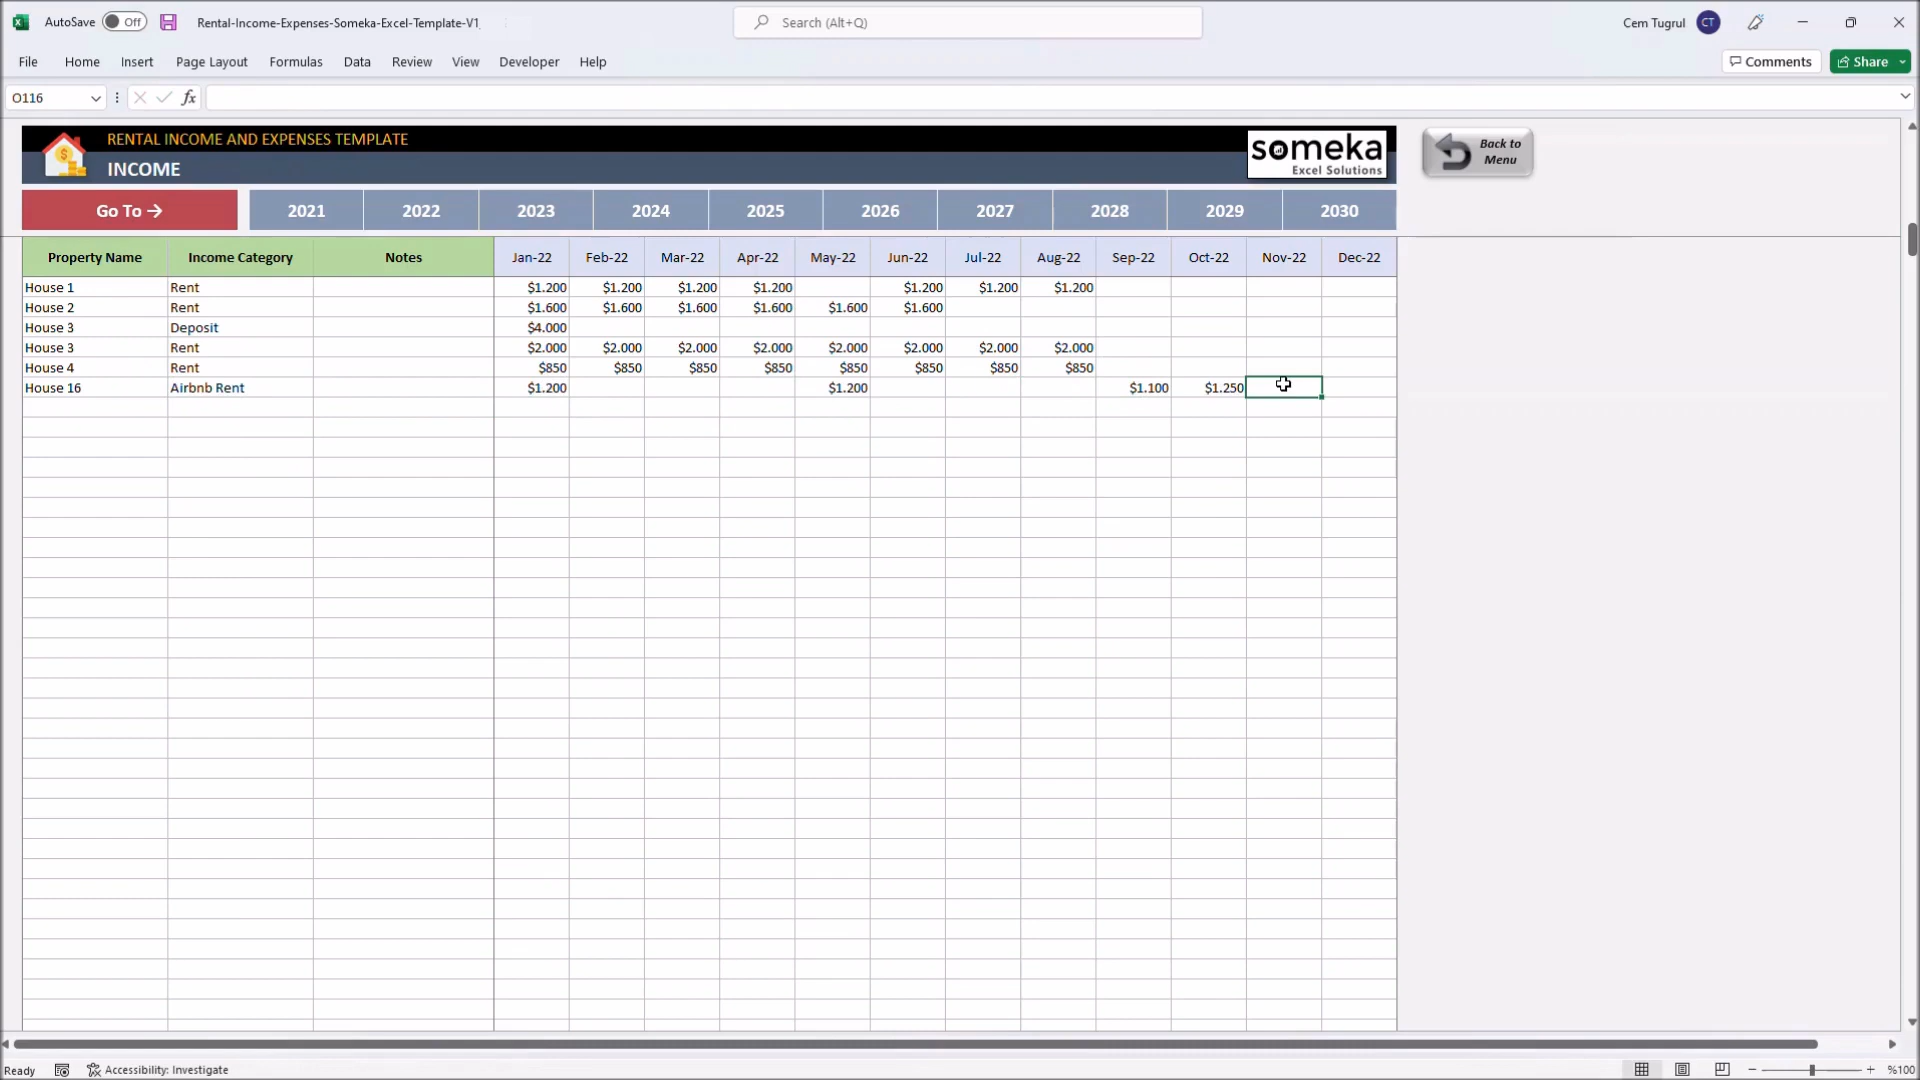 AutoSave Off Rental-Income-Expenses-Someka-Excel-Template-V1 Search (Alt+Q) Cem Tugrul CT
File Home Insert Page Layout Formulas Data Review View Developer Help Comments Share
O116 fx
RENTAL INCOME AND EXPENSES TEMPLATE
INCOME
someka
Excel Solutions
Back to
Menu
Go To → 2021 2022 2023 2024 2025 2026 2027 2028 2029 2030
Property Name Income Category Notes Jan-22 Feb-22 Mar-22 Apr-22 May-22 Jun-22 Jul-22 Aug-22 Sep-22 Oct-22 Nov-22 Dec-22
House 1 Rent $1.200 $1.200 $1.200 $1.200 $1.200 $1.200 $1.200
House 2 Rent $1.600 $1.600 $1.600 $1.600 $1.600 $1.600
House 3 Deposit $4.000
House 3 Rent $2.000 $2.000 $2.000 $2.000 $2.000 $2.000 $2.000 $2.000
House 4 Rent $850 $850 $850 $850 $850 $850 $850 $850
House 16 Airbnb Rent $1.200 $1.200 $1.100 $1.250
Ready Accessibility: Investigate %100